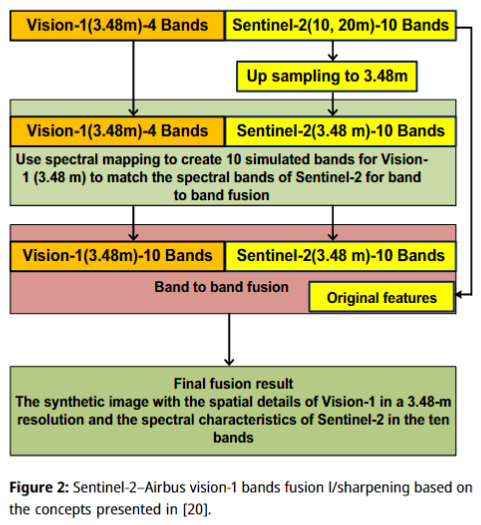 Vision-1(3.48m)-4 Bands
Sentinel-2(10, 20m)-10 Bands
Up sampling to 3.48m
Vision-1(3.48m)-4 Bands
Sentinel-2(3.48 m)-10 Bands
Use spectral mapping to create 10 simulated bands for Vision-
1 (3.48 m) to match the spectral bands of Sentinel-2 for band
to band fusion
Vision-1(3.48m)-10 Bands
Sentinel-2(3.48 m)-10 Bands
Band to band fusion
Original features
Final fusion result
The synthetic image with the spatial details of Vision-1 in a 3.48-m
resolution and the spectral characteristics of Sentinel-2 in the ten
bands
Figure 2: Sentinel-2–Airbus vision-1 bands fusion l/sharpening based on
the concepts presented in [20].